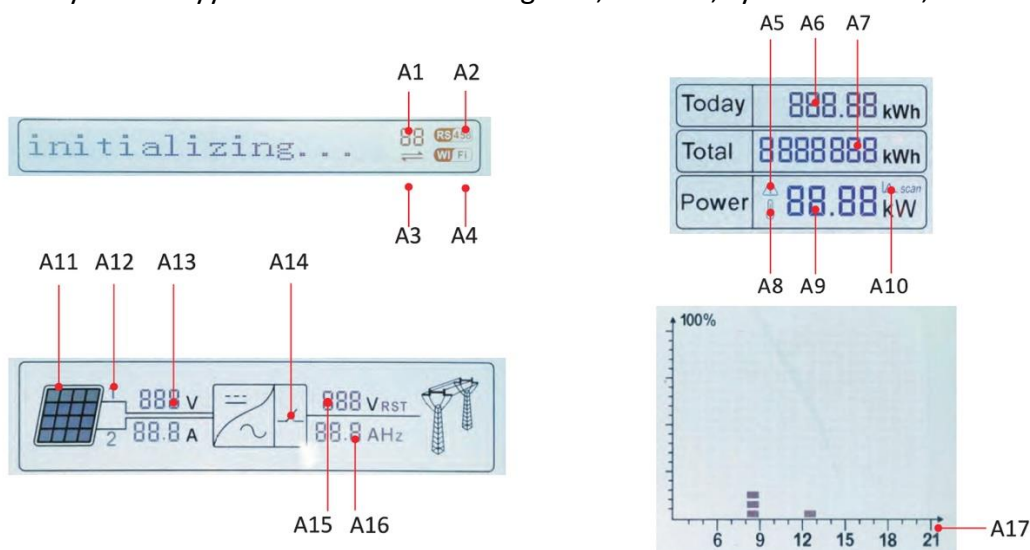 A1 A2
initializing... 88 RS485
WI Fi
A3 A4
A5 A6 A7
Today 888.88 kWh
Total 8888888 kWh
Power 88.88 kW scan
A8 A9 A10
A11 A12 A13 A14
1 888 V 888 VRST
2 88.8 A 88.8 AHz
A15 A16
100%
6 9 12 15 18 21
A17